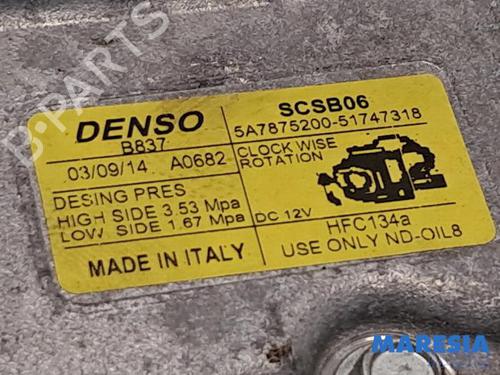 DENSO
B837
03/09/14 A0682
DESING PRES
HIGH SIDE 3.53 Mpa
LOW SIDE 1.67 Mpa
MADE IN ITALY
SCSB06
5A7875200-51747318
CLOCK WISE
ROTATION
DC 12V
HFC134a
USE ONLY ND-OIL8
B-PARTS
MARESIA